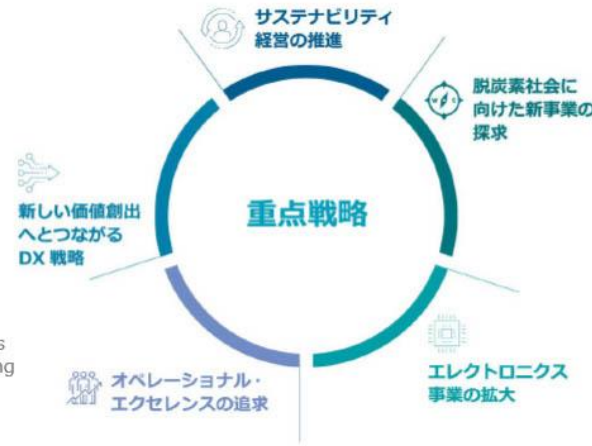 サステナビリティ
経営の推進
脱炭素社会に
向けた新事業の
探求
重点戦略
新しい価値創出
へとつながる
DX 戦略
エレクトロニクス
事業の拡大
オペレーショナル・
エクセレンスの追求